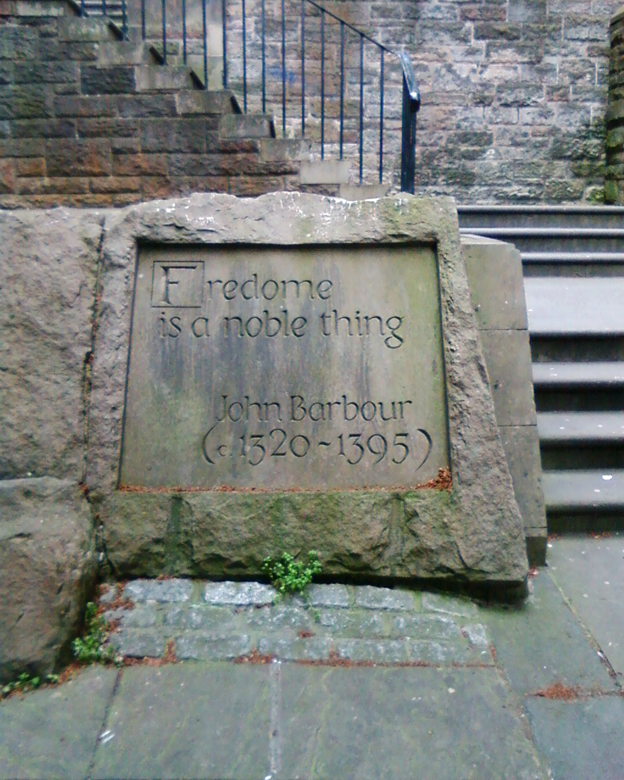 Fredome
is a noble thing
John Barbour
(c.1320~1395)